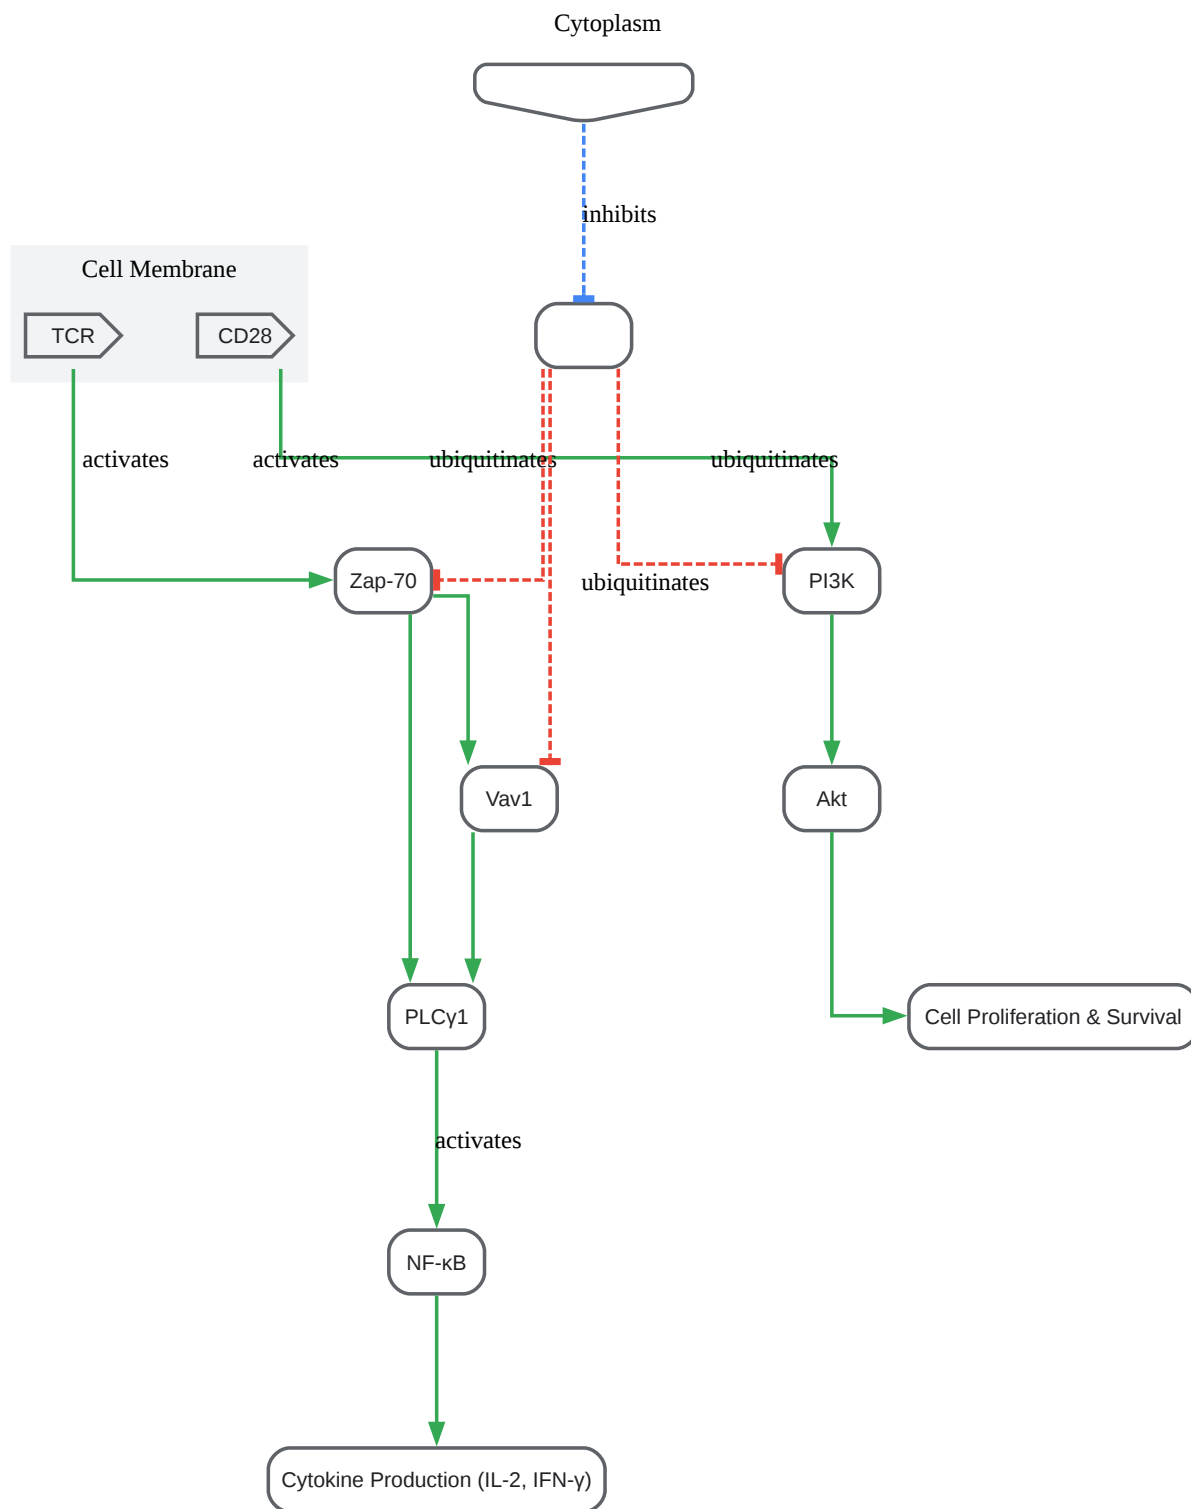 Cytoplasm
inhibits
Cell Membrane
TCR
CD28
activates
activates
ubiquitinates
ubiquitinates
Zap-70
ubiquitinates
PI3K
Vav1
Akt
PLCγ1
Cell Proliferation & Survival
activates
NF-κB
Cytokine Production (IL-2, IFN-γ)